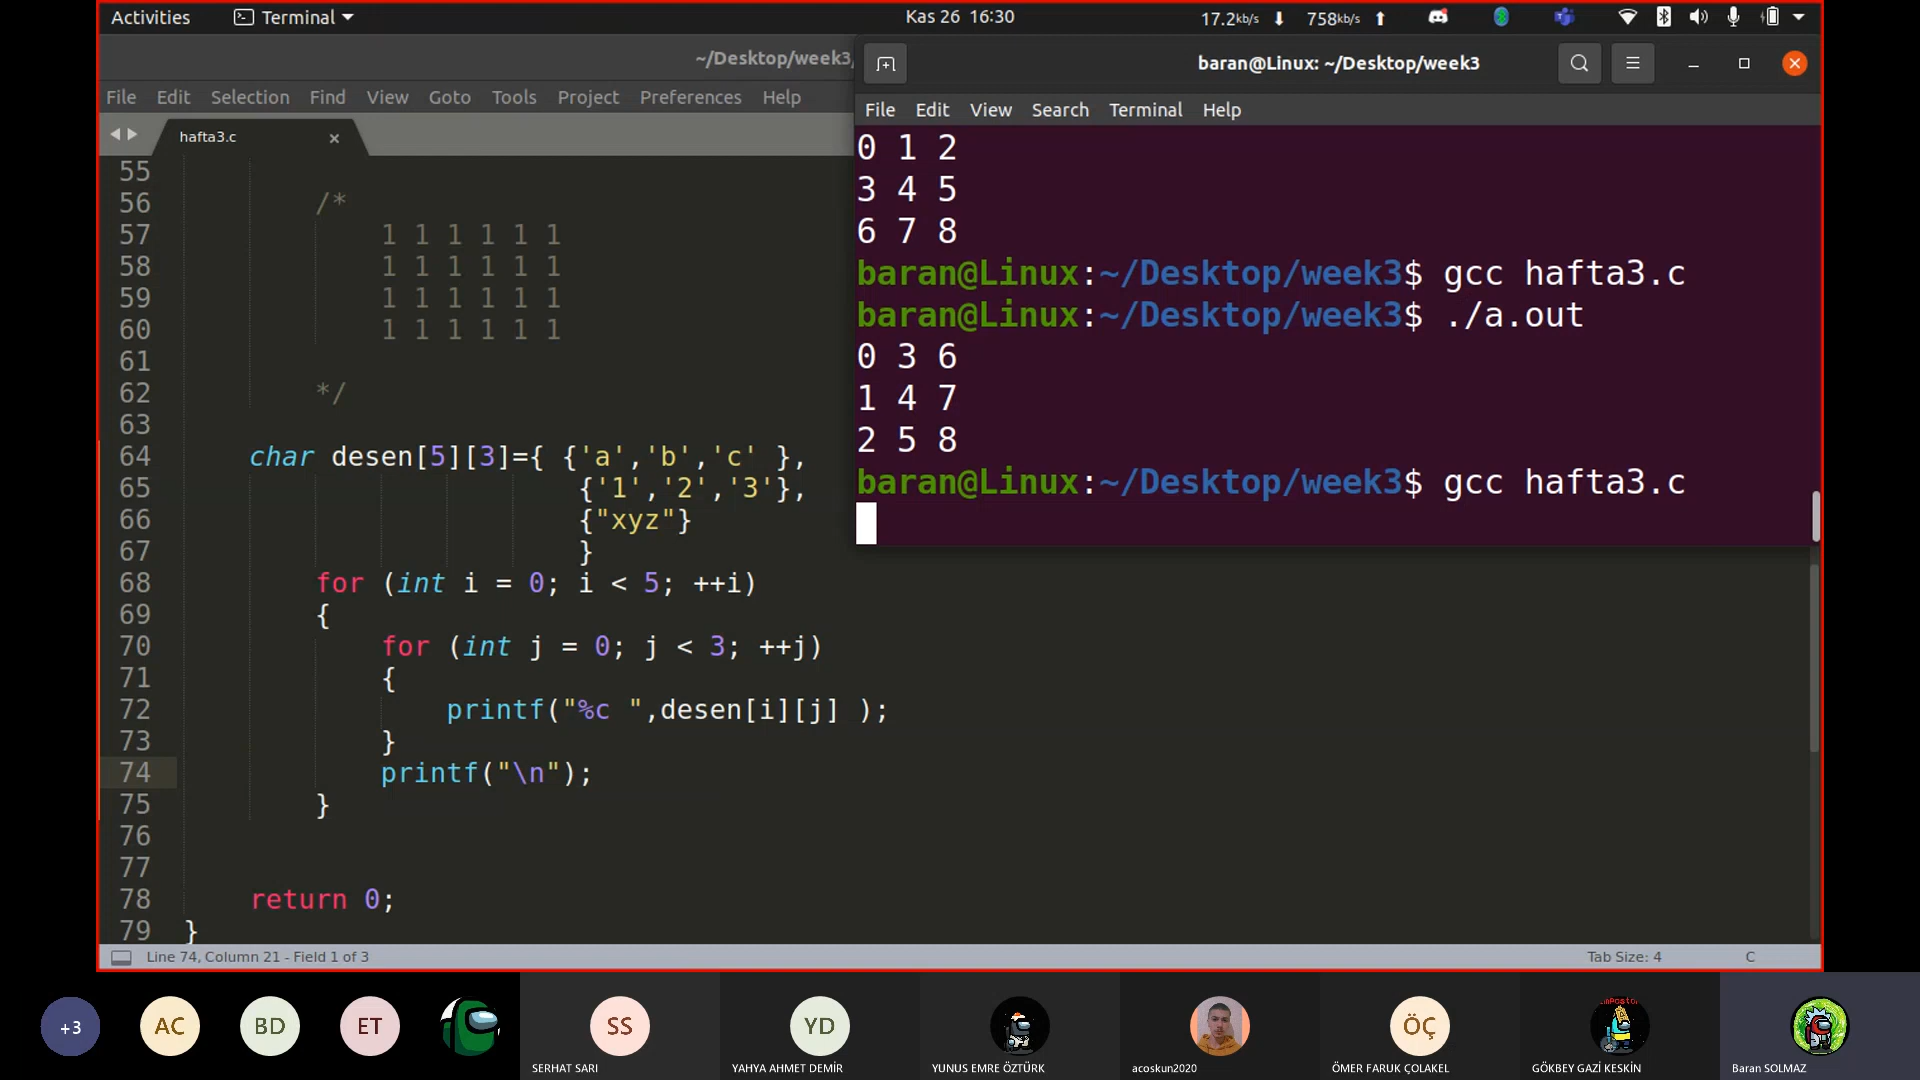 Activities
Terminal
Kas 26 16:30
17.2kb/s
758kb/s
~/Desktop/week3/
baran@Linux: ~/Desktop/week3
File Edit Selection Find View Goto Tools Project Preferences Help
File Edit View Search Terminal Help
hafta3.c
55
56 /*
57 1 1 1 1 1 1
58 1 1 1 1 1 1
59 1 1 1 1 1 1
60 1 1 1 1 1 1
61
62 */
63
64 char desen[5][3]={ {'a','b','c' },
65 {'1','2','3'},
66 {"xyz"}
67 }
68 for (int i = 0; i < 5; ++i)
69 {
70 for (int j = 0; j < 3; ++j)
71 {
72 printf("%c ",desen[i][j] );
73 }
74 printf("\n");
75 }
76
77
78 return 0;
79 }
0 1 2
3 4 5
6 7 8
baran@Linux:~/Desktop/week3$ gcc hafta3.c
baran@Linux:~/Desktop/week3$ ./a.out
0 3 6
1 4 7
2 5 8
baran@Linux:~/Desktop/week3$ gcc hafta3.c
Line 74, Column 21 - Field 1 of 3
Tab Size: 4
C
+3
AC
BD
ET
SS
YD
ÖÇ
SERHAT SARI
YAHYA AHMET DEMİR
YUNUS EMRE ÖZTÜRK
acoskun2020
ÖMER FARUK ÇOLAKEL
GÖKBEY GAZİ KESKİN
Baran SOLMAZ